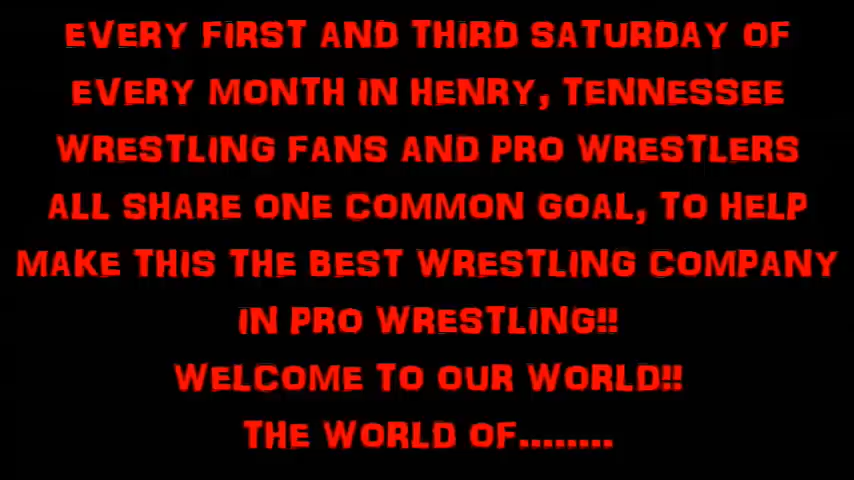 EVERY FIRST AND THIRD SATURDAY OF
EVERY MONTH IN HENRY, TENNESSEE
WRESTLING FANS AND PRO WRESTLERS
ALL SHARE ONE COMMON GOAL, TO HELP
MAKE THIS THE BEST WRESTLING COMPANY
IN PRO WRESTLING!!
WELCOME TO OUR WORLD!!
THE WORLD OF........